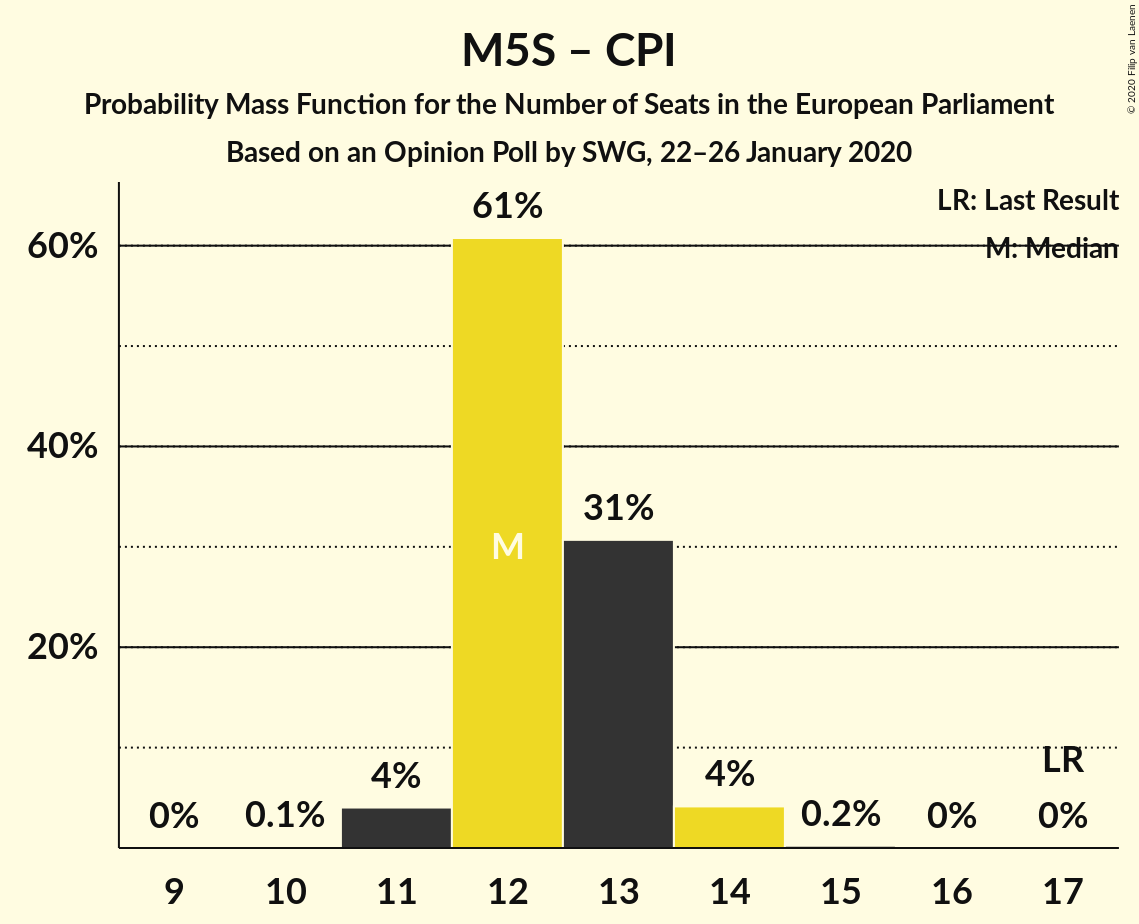 M5S – CPI
Probability Mass Function for the Number of Seats in the European Parliament
Based on an Opinion Poll by SWG, 22–26 January 2020
© 2020 Filip van Laenen
LR: Last Result
M: Median
60%
40%
20%
61%
31%
M
4%
4%
LR
0%
0.1%
0.2%
0%
0%
9
10
11
12
13
14
15
16
17